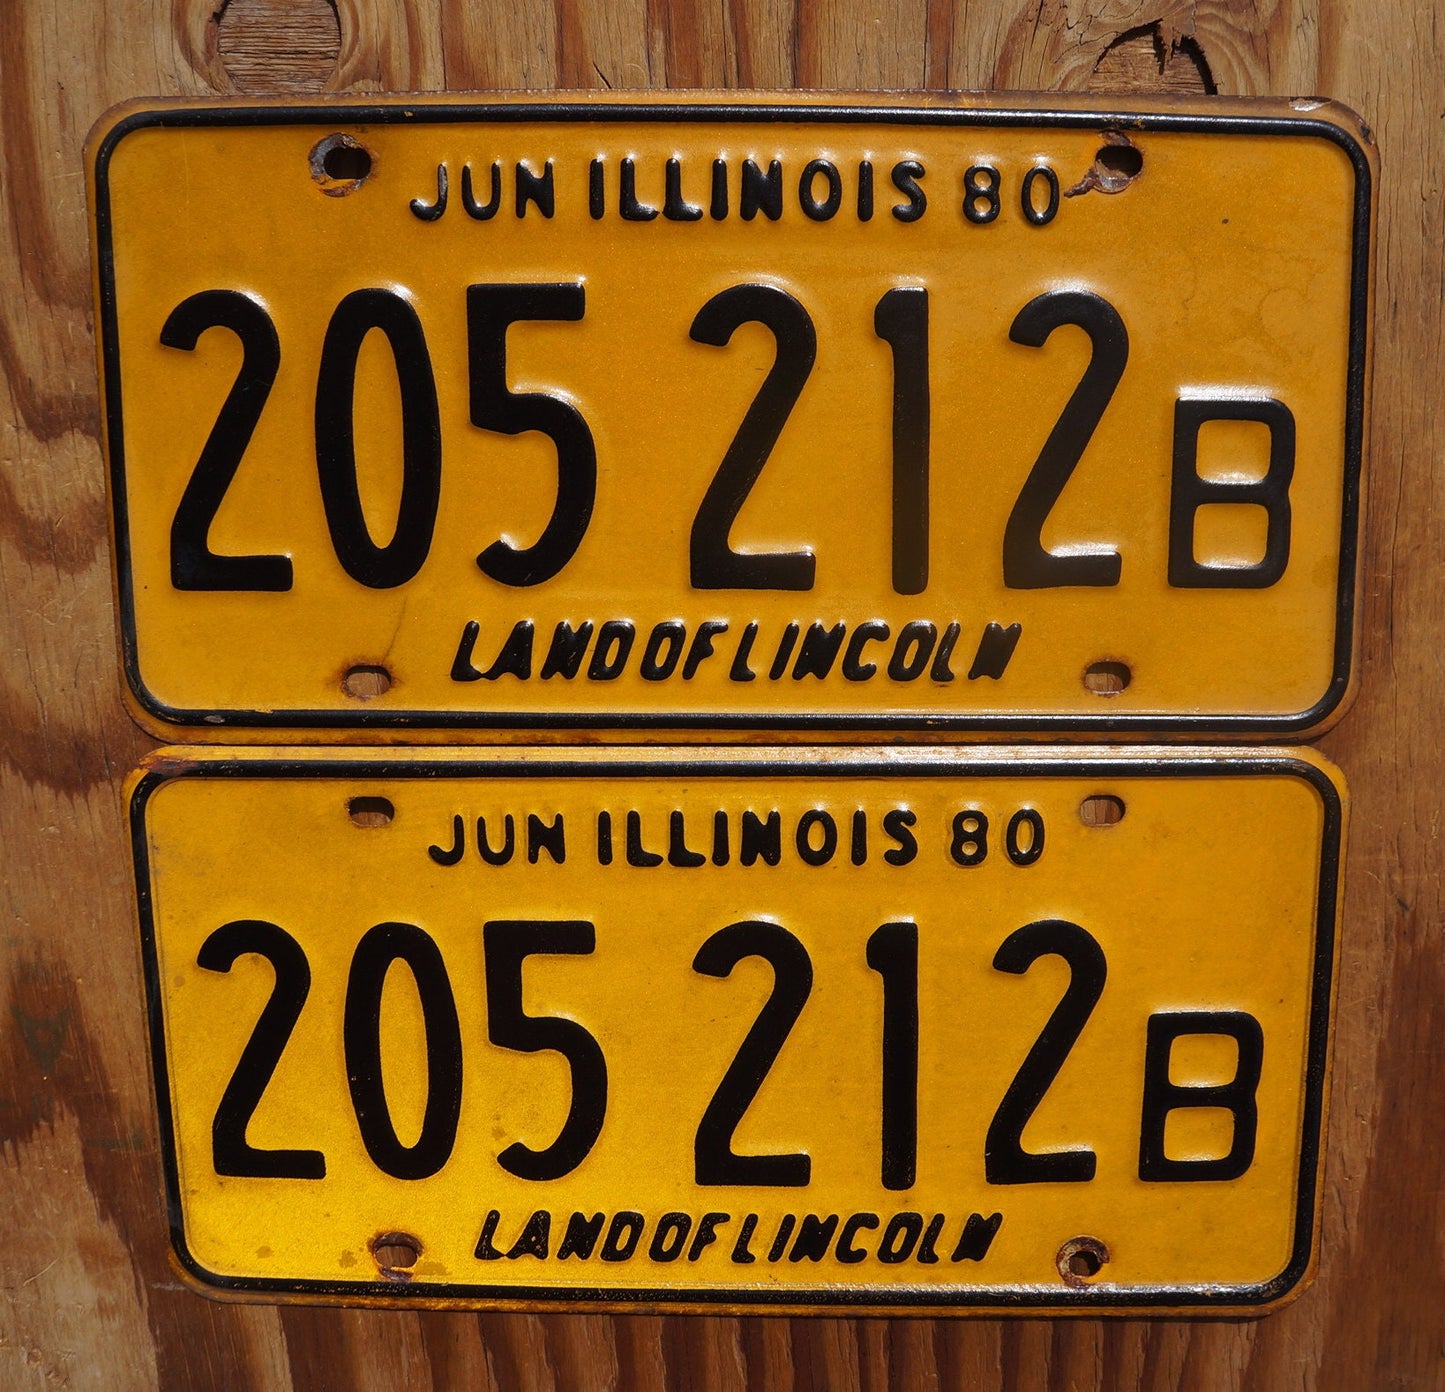 JUN ILLINOIS 80
205 212 B
LAND OF LINCOLN
JUN ILLINOIS 80
205 212 B
LAND OF LINCOLN